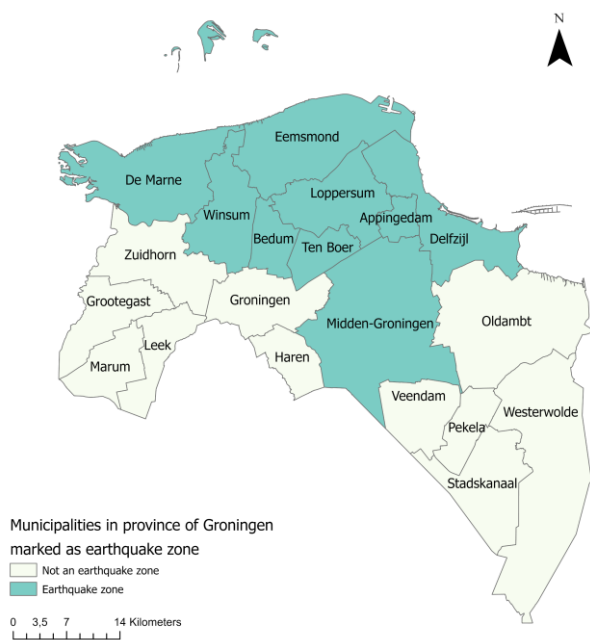 N
Eemsmond
De Marne
Loppersum
Winsum
Appingedam
Bedum
Ten Boer
Delfzijl
Zuidhorn
Grootegast
Groningen
Midden-Groningen
Oldambt
Leek
Haren
Marum
Veendam
Westerwolde
Pekela
Stadskanaal
Municipalities in province of Groningen
marked as earthquake zone
Not an earthquake zone
Earthquake zone
0 3,5 7 14 Kilometers